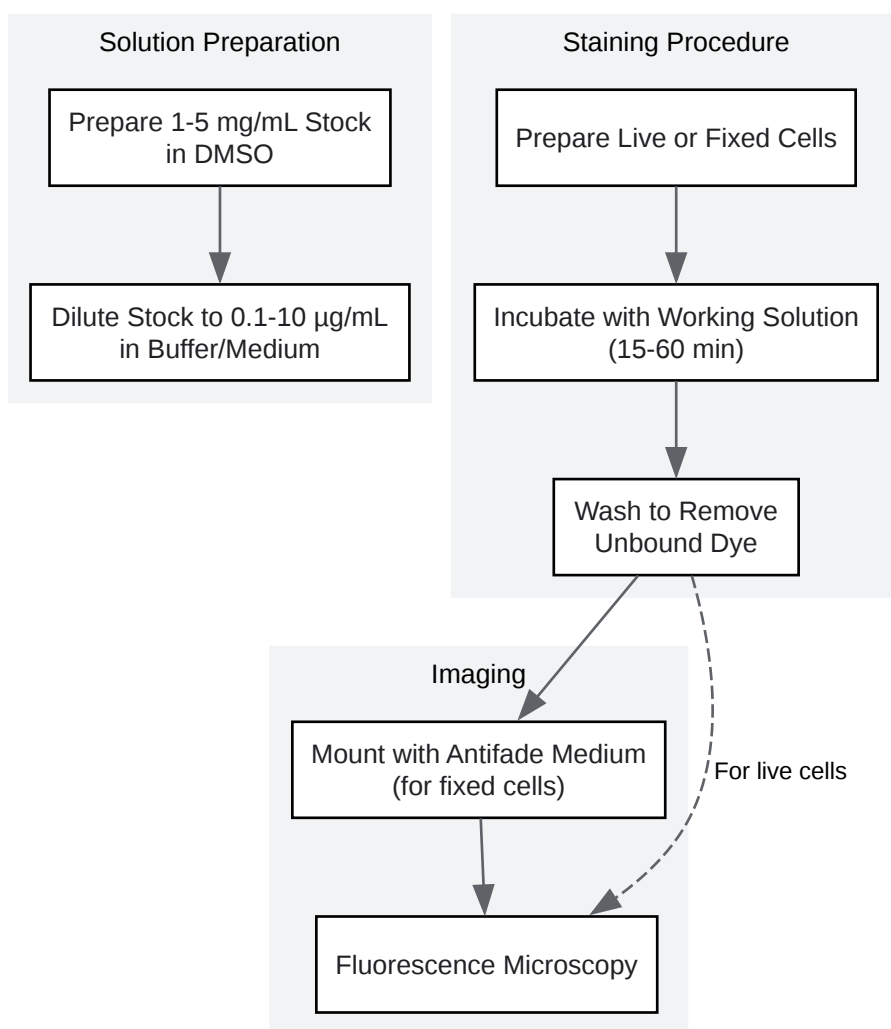 Solution Preparation
Prepare 1-5 mg/mL Stock
in DMSO
Dilute Stock to 0.1-10 µg/mL
in Buffer/Medium
Staining Procedure
Prepare Live or Fixed Cells
Incubate with Working Solution
(15-60 min)
Wash to Remove
Unbound Dye
Imaging
Mount with Antifade Medium
(for fixed cells)
For live cells
Fluorescence Microscopy